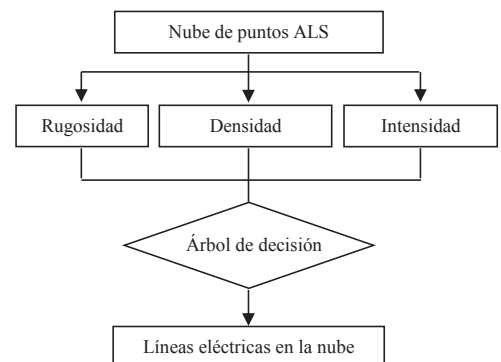 Nube de puntos ALS
Rugosidad
Densidad
Intensidad
Árbol de decisión
Líneas eléctricas en la nube